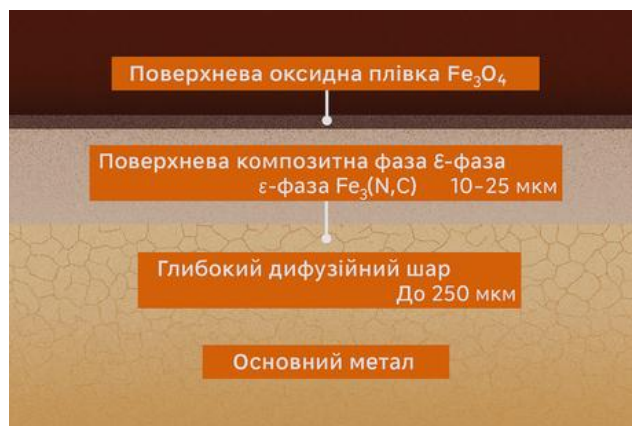 Поверхнева оксидна плівка Fe₃O₄
Поверхнева композитна фаза ε-фаза
ε-фаза Fe₃(N,C) 10–25 мкм
Глибокий дифузійний шар
До 250 мкм
Основний метал